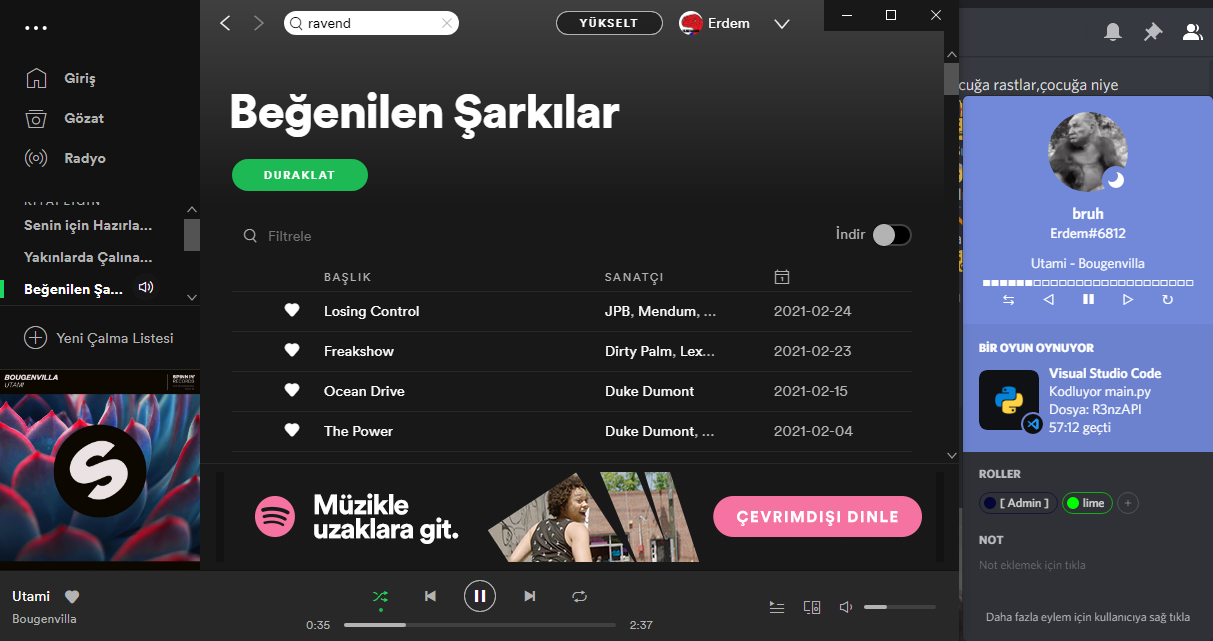 ravend
YÜKSELT
Erdem
Giriş
Gözat
Radyo
KİTAPLIĞIN
Senin için Hazırla...
Yakınlarda Çalına...
Beğenilen Şa...
Yeni Çalma Listesi
BOUGENVILLA
UTAMI
SPINNIN'
RECORDS
Beğenilen Şarkılar
DURAKLAT
Filtrele
İndir
BAŞLIK
SANATÇI
Losing Control
JPB, Mendum, ...
2021-02-24
Freakshow
Dirty Palm, Lex...
2021-02-23
Ocean Drive
Duke Dumont
2021-02-15
The Power
Duke Dumont, ...
2021-02-04
Müzikle
uzaklara git.
ÇEVRİMDIŞI DINLE
Utami
Bougenvilla
0:35
2:37
cuğa rastlar,çocuğa niye
bruh
Erdem#6812
Utami - Bougenvilla
BİR OYUN OYNUYOR
Visual Studio Code
Kodluyor main.py
Dosya: R3nzAPI
57:12 geçti
ROLLER
[ Admin ]
lime
NOT
Not eklemek için tıkla
Daha fazla eylem için kullanıcıya sağ tıkla